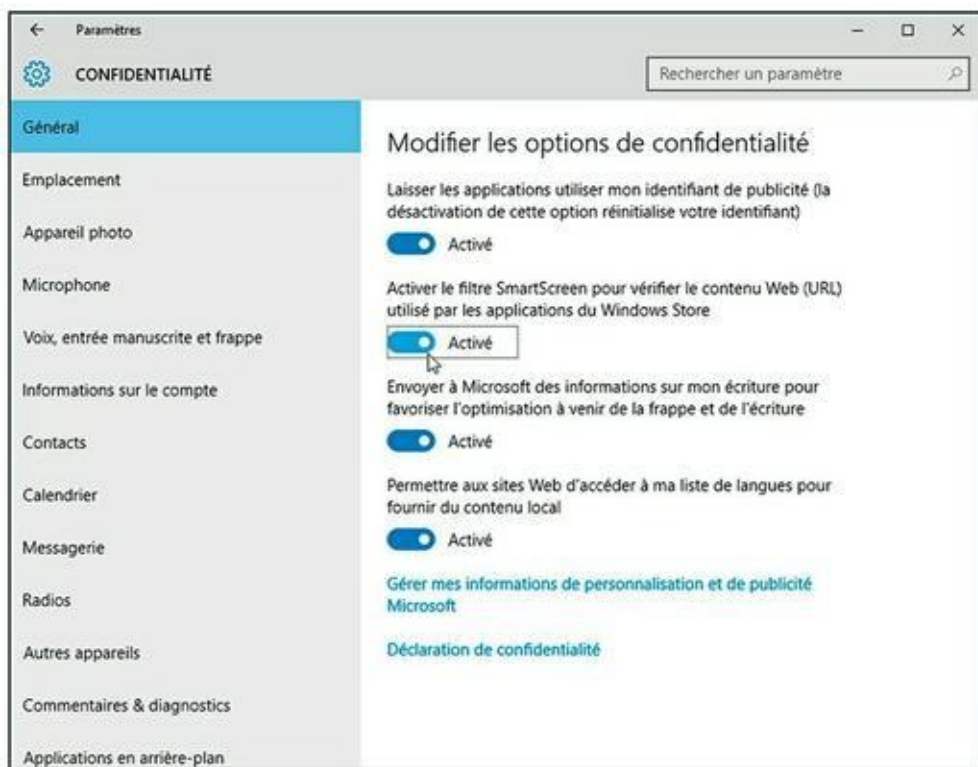 Paramètres
CONFIDENTIALITÉ
Rechercher un paramètre
Général
Emplacement
Appareil photo
Microphone
Voix, entrée manuscrite et frappe
Informations sur le compte
Contacts
Calendrier
Messagerie
Radios
Autres appareils
Commentaires & diagnostics
Applications en arrière-plan
Modifier les options de confidentialité
Laisser les applications utiliser mon identifiant de publicité (la
désactivation de cette option réinitialise votre identifiant)
Activé
Activer le filtre SmartScreen pour vérifier le contenu Web (URL)
utilisé par les applications du Windows Store
Activé
Envoyer à Microsoft des informations sur mon écriture pour
favoriser l'optimisation à venir de la frappe et de l'écriture
Activé
Permettre aux sites Web d'accéder à ma liste de langues pour
fournir du contenu local
Activé
Gérer mes informations de personnalisation et de publicité
Microsoft
Déclaration de confidentialité